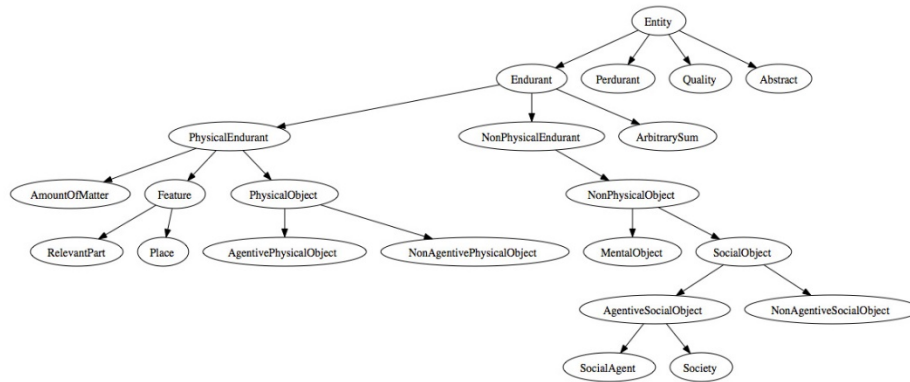 Entity
Endurant
Perdurant
Quality
Abstract
PhysicalEndurant
NonPhysicalEndurant
ArbitrarySum
AmountOfMatter
Feature
PhysicalObject
NonPhysicalObject
RelevantPart
Place
AgentivePhysicalObject
NonAgentivePhysicalObject
MentalObject
SocialObject
AgentiveSocialObject
NonAgentiveSocialObject
SocialAgent
Society